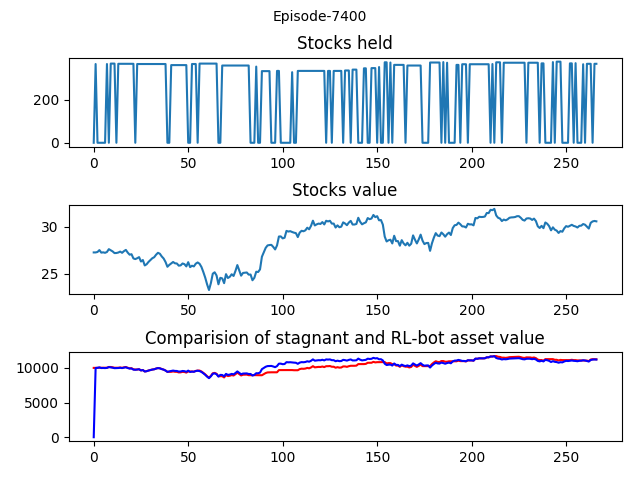 Episode-7400
Stocks held
200
0
0 50 100 150 200 250
Stocks value
30
25
0 50 100 150 200 250
Comparision of stagnant and RL-bot asset value
10000
5000
0
0 50 100 150 200 250